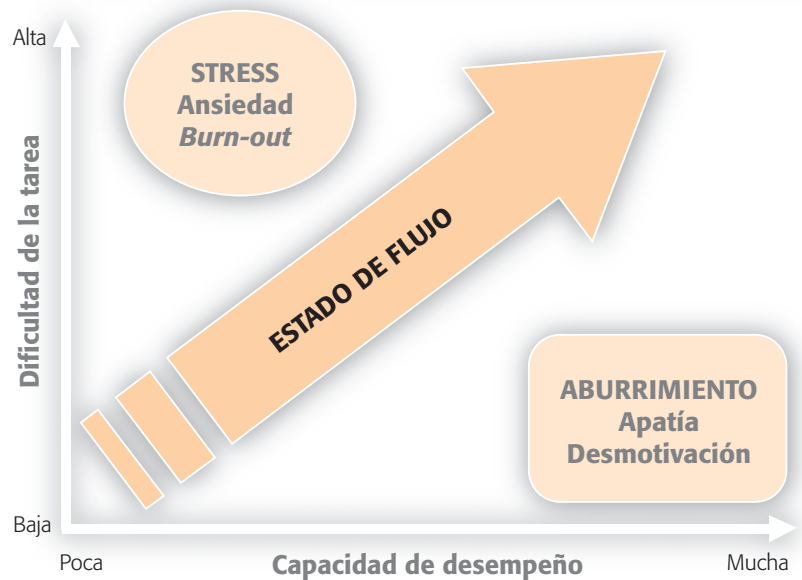 Alta
STRESS
Ansiedad
Burn-out
Dificultad de la tarea
ESTADO DE FLUJO
ABURRIMIENTO
Apatía
Desmotivación
Baja
Poca
Capacidad de desempeño
Mucha